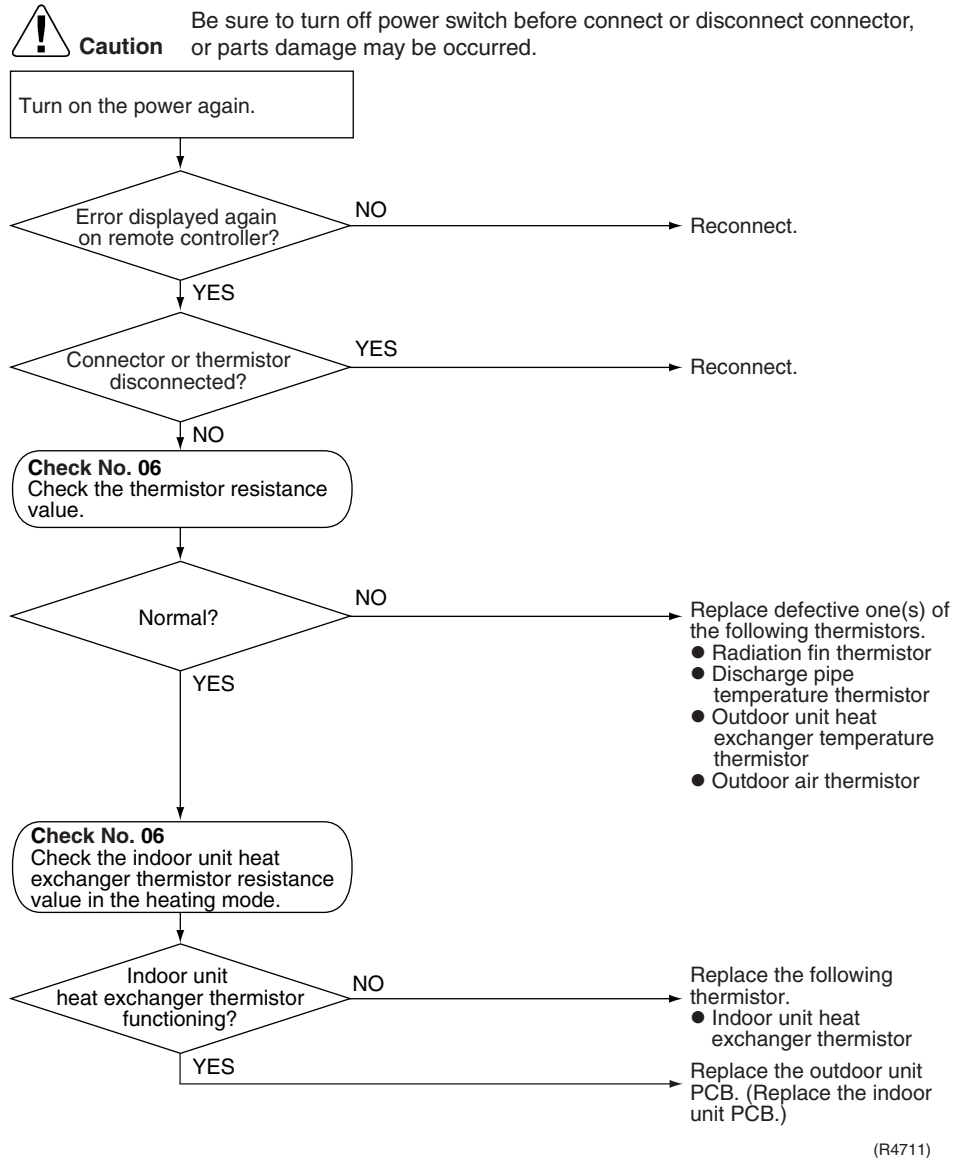 Be sure to turn off power switch before connect or disconnect connector,
Caution or parts damage may be occurred.
Turn on the power again.
Error displayed again
on remote controller?
NO
Reconnect.
YES
Connector or thermistor
disconnected?
YES
Reconnect.
NO
Check No. 06
Check the thermistor resistance
value.
Normal?
NO
Replace defective one(s) of
the following thermistors.
● Radiation fin thermistor
● Discharge pipe
temperature thermistor
● Outdoor unit heat
exchanger temperature
thermistor
● Outdoor air thermistor
YES
Check No. 06
Check the indoor unit heat
exchanger thermistor resistance
value in the heating mode.
Indoor unit
heat exchanger thermistor
functioning?
NO
Replace the following
thermistor.
● Indoor unit heat
exchanger thermistor
YES
Replace the outdoor unit
PCB. (Replace the indoor
unit PCB.)
(R4711)